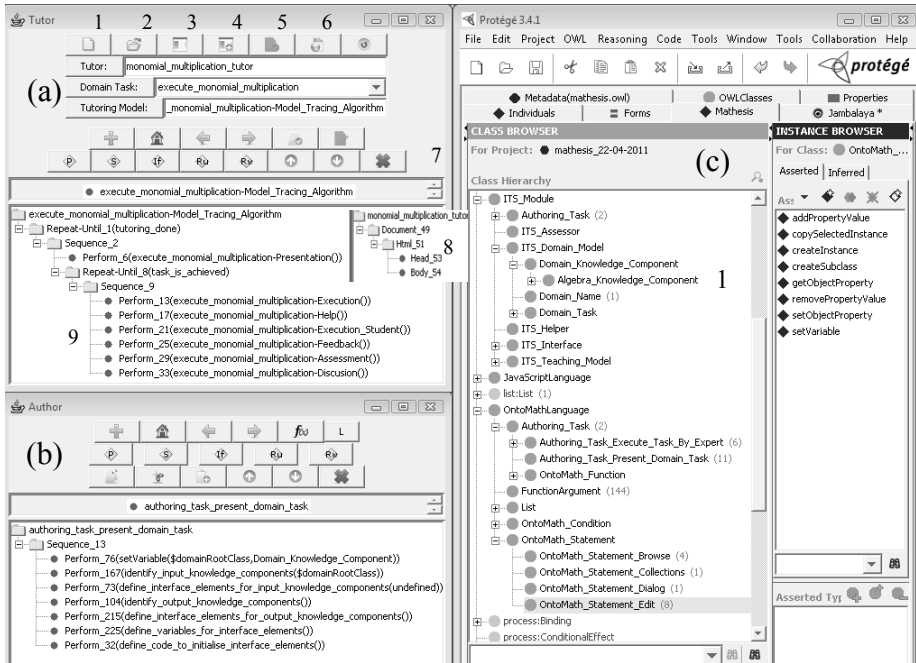 Tutor
1 2 3 4 5 6
Tutor: monomial_multiplication_tutor
(a)
Domain Task: execute_monomial_multiplication
Tutoring Model: _monomial_multiplication-Model_Tracing_Algorithm
7
P S If Ru Rw
execute_monomial_multiplication-Model_Tracing_Algorithm
execute_monomial_multiplication-Model_Tracing_Algorithm
Repeat-Until_1(tutoring_done)
Sequence_2
Perform_6(execute_monomial_multiplication-Presentation())
Repeat-Until_8(task_is_achieved)
Sequence_9
9
Perform_13(execute_monomial_multiplication-Execution())
Perform_17(execute_monomial_multiplication-Help())
Perform_21(execute_monomial_multiplication-Execution_Student())
Perform_25(execute_monomial_multiplication-Feedback())
Perform_29(execute_monomial_multiplication-Assessment())
Perform_33(execute_monomial_multiplication-Discusion())
monomial_multiplication_tutor
Document_49
Html_51
8
Head_53
Body_54
Author
f(x) L
(b)
P S If Ru Rw
authoring_task_present_domain_task
authoring_task_present_domain_task
Sequence_13
Perform_76(setVariable($domainRootClass,Domain_Knowledge_Component))
Perform_167(identify_input_knowledge_components($domainRootClass))
Perform_73(define_interface_elements_for_input_knowledge_components(undefined))
Perform_104(identify_output_knowledge_components())
Perform_215(define_interface_elements_for_output_knowledge_components())
Perform_225(define_variables_for_interface_elements())
Perform_32(define_code_to_initialise_interface_elements())
Protégé 3.4.1
File Edit Project OWL Reasoning Code Tools Window Tools Collaboration Help
protégé
Metadata(mathesis.owl) OWLClasses Properties
Individuals Forms Mathesis Jambalaya *
CLASS BROWSER
For Project: mathesis_22-04-2011
(c)
Class Hierarchy
ITS_Module
Authoring_Task (2)
ITS_Assessor
ITS_Domain_Model
Domain_Knowledge_Component
Algebra_Knowledge_Component
1
Domain_Name (1)
Domain_Task
ITS_Helper
ITS_Interface
ITS_Teaching_Model
JavaScriptLanguage
list:List (1)
OntoMathLanguage
Authoring_Task (2)
Authoring_Task_Execute_Task_By_Expert (6)
Authoring_Task_Present_Domain_Task (11)
OntoMath_Function
FunctionArgument (144)
List
OntoMath_Condition
OntoMath_Statement
OntoMath_Statement_Browse (4)
OntoMath_Statement_Collections (1)
OntoMath_Statement_Dialog (1)
OntoMath_Statement_Edit (8)
process:Binding
process:ConditionalEffect
INSTANCE BROWSER
For Class: OntoMath_...
Asserted Inferred
addPropertyValue
copySelectedInstance
createInstance
createSubclass
getObjectProperty
removePropertyValue
setObjectProperty
setVariable
Asserted Typ